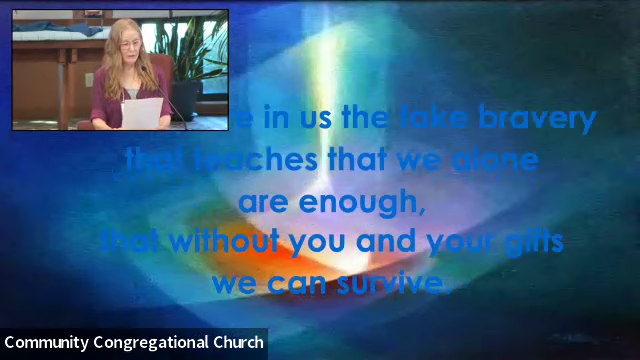 in us the fake bravery
that teaches that we alone
are enough,
that without you and your gifts
we can survive.
Community Congregational Church